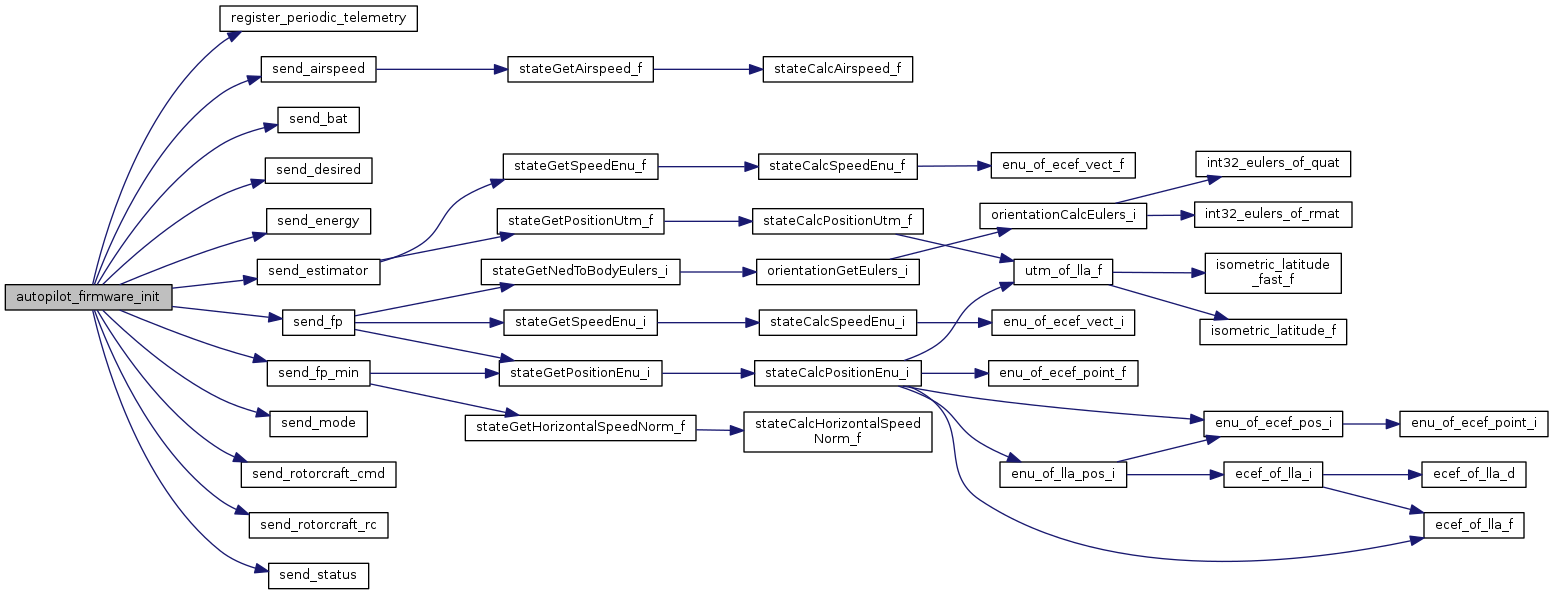 register_periodic_telemetry
send_airspeed
stateGetAirspeed_f
stateCalcAirspeed_f
send_bat
send_desired
stateGetSpeedEnu_f
stateCalcSpeedEnu_f
enu_of_ecef_vect_f
int32_eulers_of_quat
send_energy
stateGetPositionUtm_f
stateCalcPositionUtm_f
orientationCalcEulers_i
int32_eulers_of_rmat
send_estimator
stateGetNedToBodyEulers_i
orientationGetEulers_i
utm_of_lla_f
isometric_latitude
_fast_f
autopilot_firmware_init
send_fp
stateGetSpeedEnu_i
stateCalcSpeedEnu_i
enu_of_ecef_vect_i
isometric_latitude_f
send_fp_min
stateGetPositionEnu_i
stateCalcPositionEnu_i
enu_of_ecef_point_f
send_mode
stateGetHorizontalSpeedNorm_f
stateCalcHorizontalSpeed
Norm_f
enu_of_ecef_pos_i
enu_of_ecef_point_i
send_rotorcraft_cmd
enu_of_lla_pos_i
ecef_of_lla_i
ecef_of_lla_d
send_rotorcraft_rc
ecef_of_lla_f
send_status